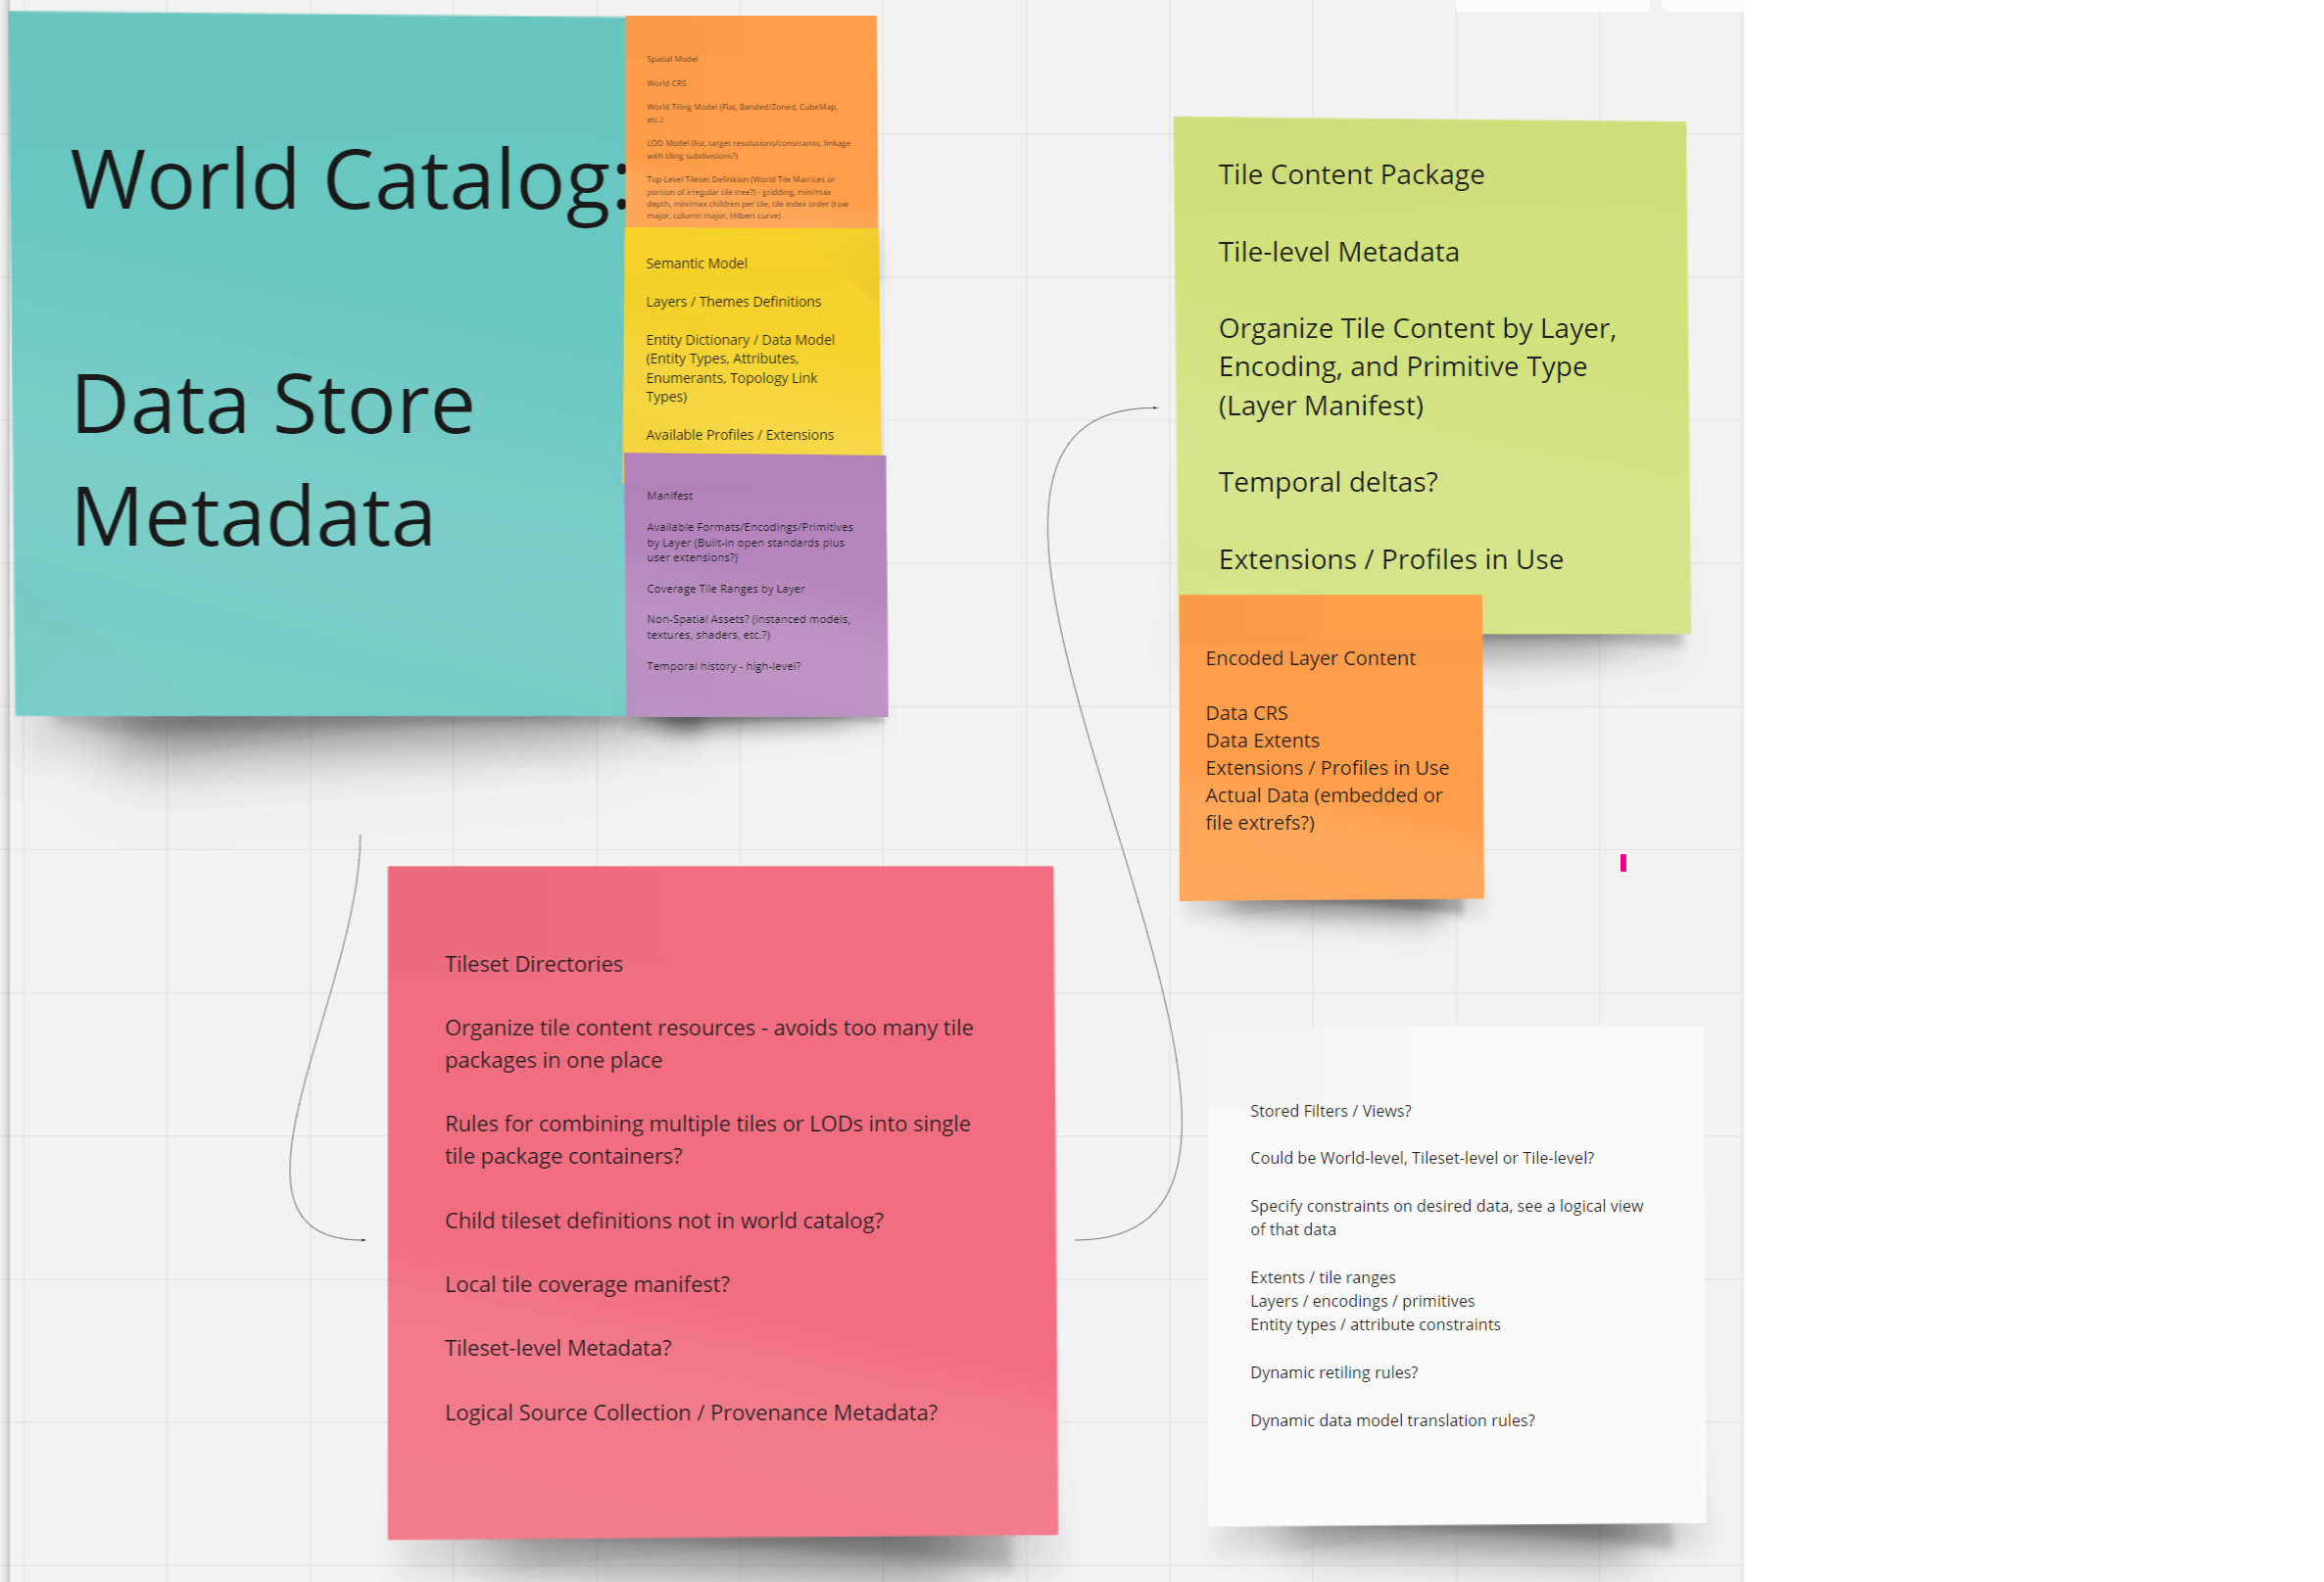 World Catalog:
Data Store
Metadata
Spatial Model
World CRS
World Tiling Model (Flat, Banded/Zoned, CubeMap,
etc.)
LOD Model (list, target resolutions/constraints, linkage
with tiling subdivisions?)
Top-Level Tileset Definition (World Tile Matrices or
portion of irregular tile tree?) - gridding, min/max
depth, min/max children per tile, tile index order (row
major, column major, Hilbert curve)
Semantic Model
Layers / Themes Definitions
Entity Dictionary / Data Model
(Entity Types, Attributes,
Enumerants, Topology Link
Types)
Available Profiles / Extensions
Manifest
Available Formats/Encodings/Primitives
by Layer (Built-in open standards plus
user extensions?)
Coverage Tile Ranges by Layer
Non-Spatial Assets? (instanced models,
textures, shaders, etc.?)
Temporal history - high-level?
Tileset Directories
Organize tile content resources - avoids too many tile
packages in one place
Rules for combining multiple tiles or LODs into single
tile package containers?
Child tileset definitions not in world catalog?
Local tile coverage manifest?
Tileset-level Metadata?
Logical Source Collection / Provenance Metadata?
Tile Content Package
Tile-level Metadata
Organize Tile Content by Layer,
Encoding, and Primitive Type
(Layer Manifest)
Temporal deltas?
Extensions / Profiles in Use
Encoded Layer Content
Data CRS
Data Extents
Extensions / Profiles in Use
Actual Data (embedded or
file extrefs?)
Stored Filters / Views?
Could be World-level, Tileset-level or Tile-level?
Specify constraints on desired data, see a logical view
of that data
Extents / tile ranges
Layers / encodings / primitives
Entity types / attribute constraints
Dynamic retiling rules?
Dynamic data model translation rules?